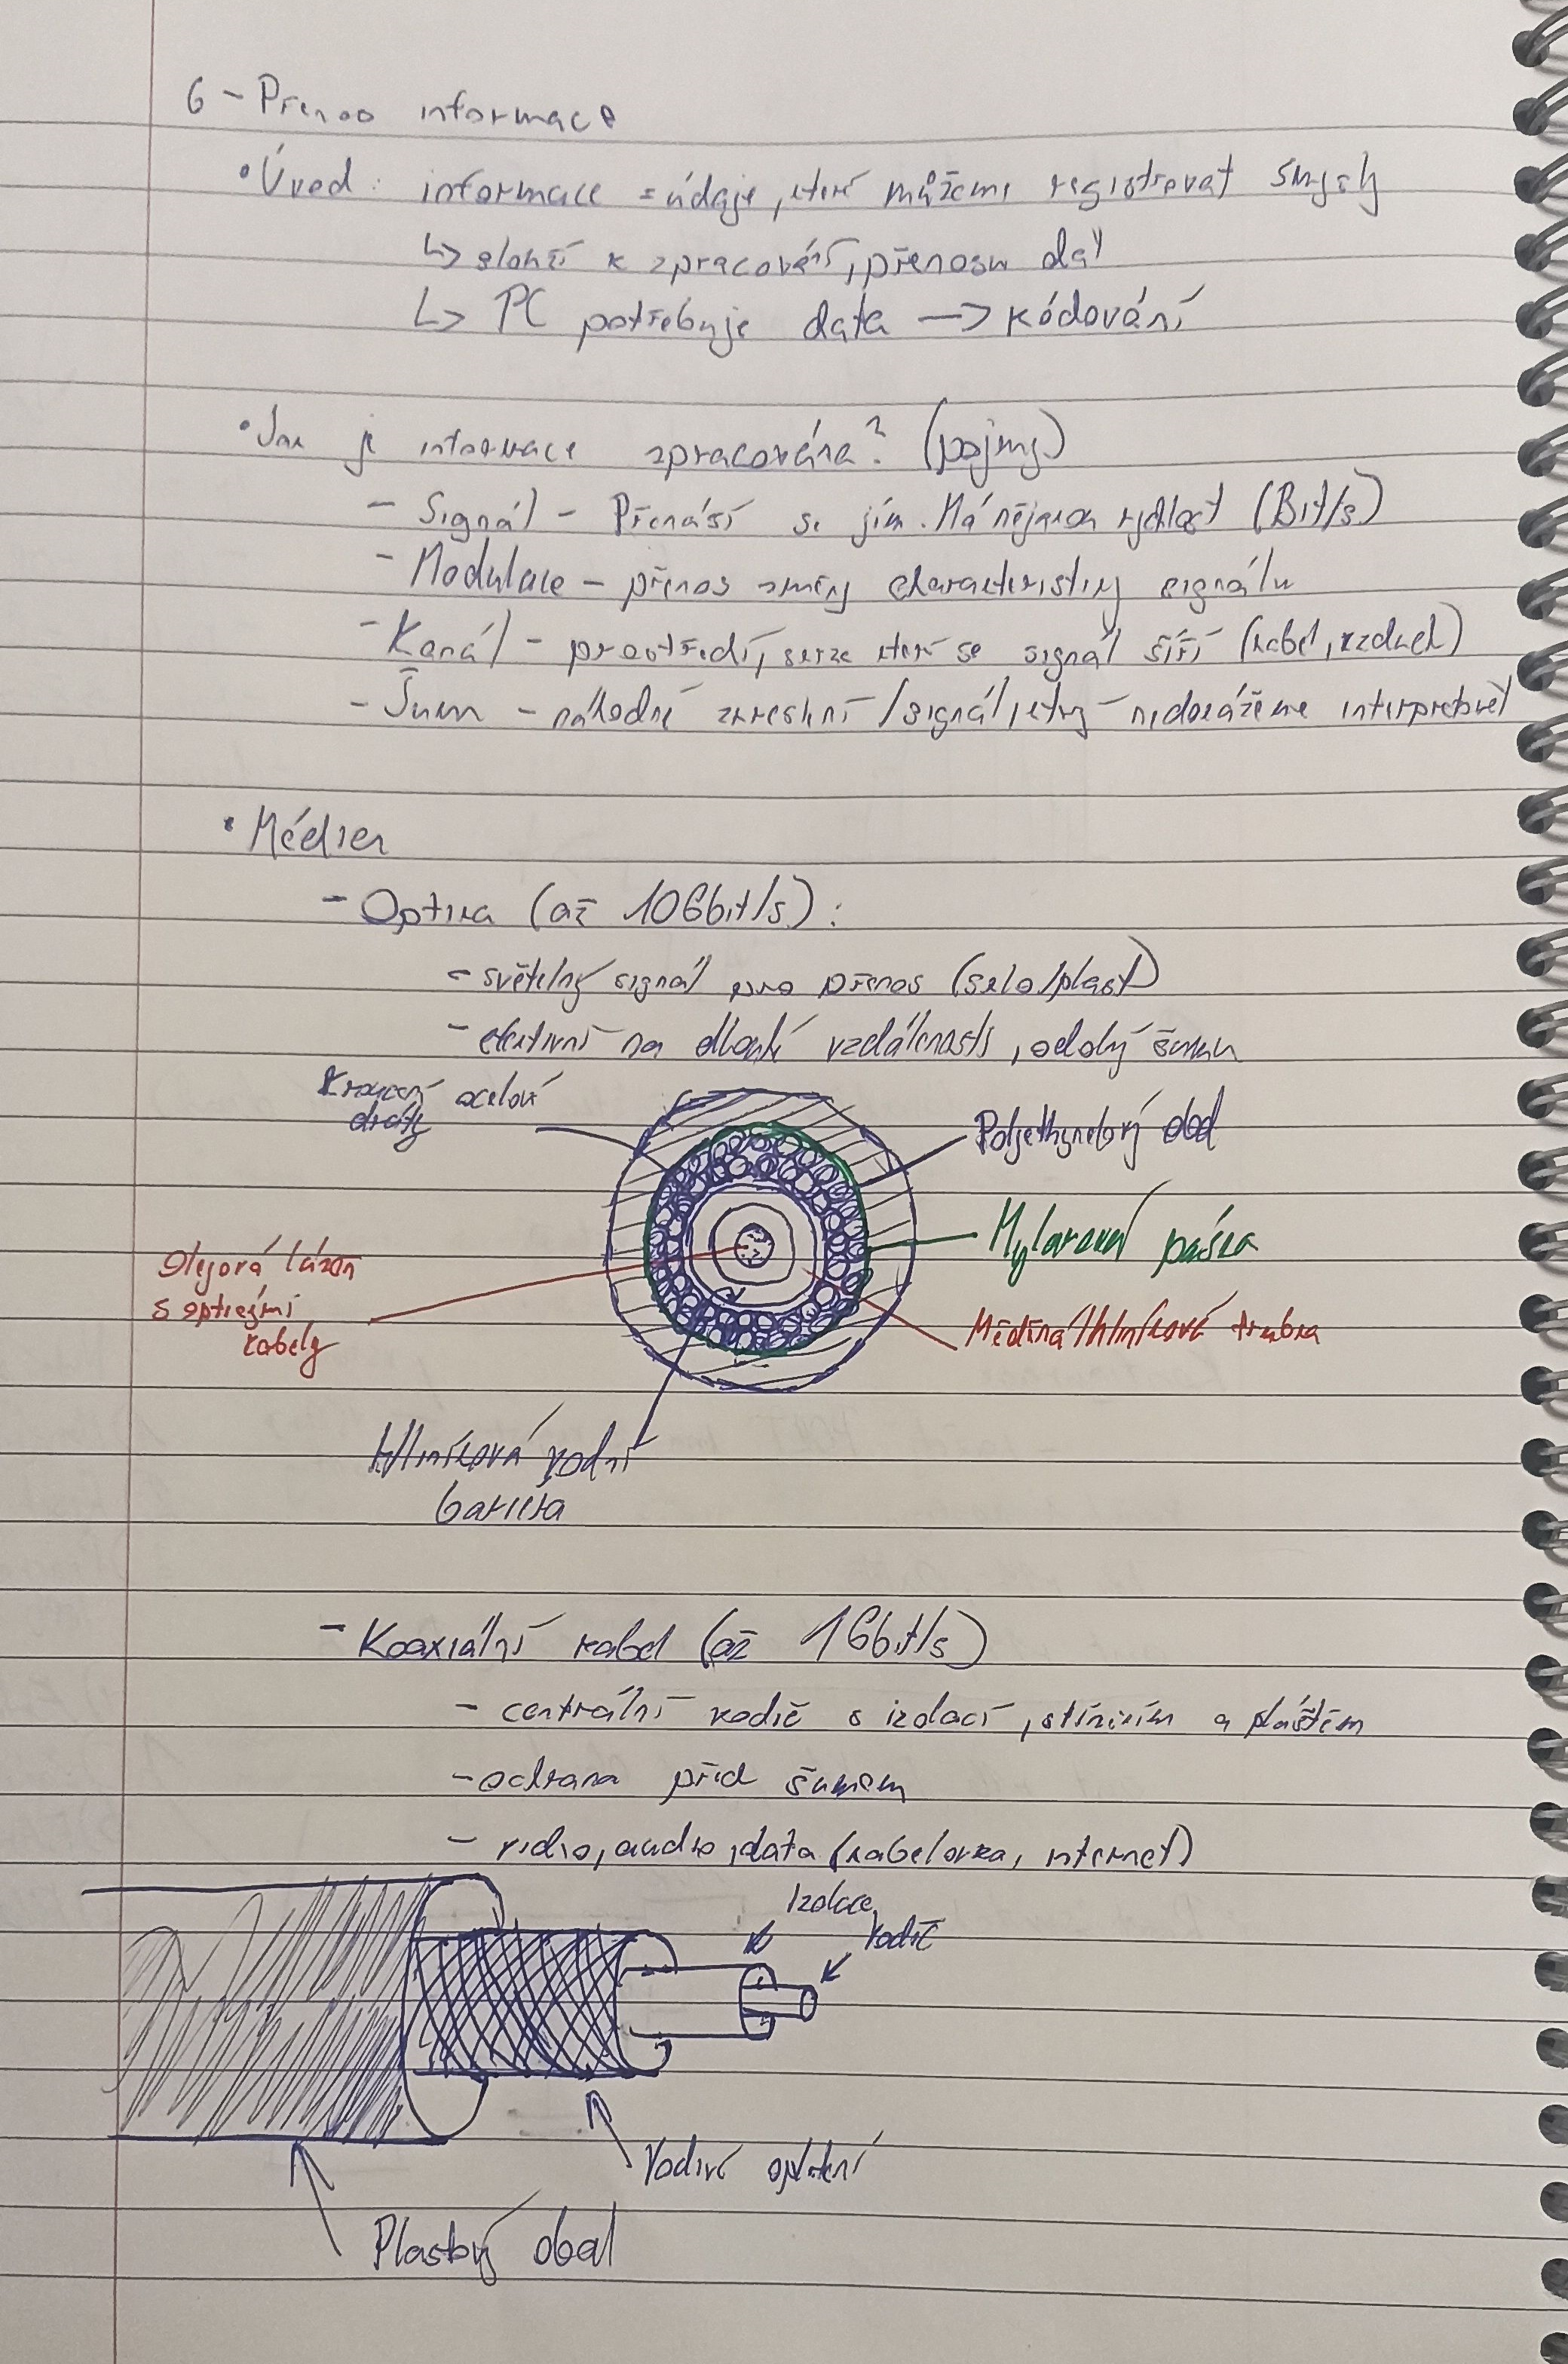 6 - Přenos informace
• Úvod: informace = údaje, které můžeme registrovat smysly
↳ slouží k zpracování, přenosu dat
↳ PC potřebuje data → kódování
• Jak je informace zpracována? (pojmy)
- Signál - Přenáší se jím. Má nějakou rychlost (Bit/s)
- Modulace - přenos změny charakteristiky signálu
- Kanál - prostředí, skrze které se signál šíří (kabel, vzduch)
- Šum - náhodné zkreslení / signál, který nedokážeme interpretovat
• Média
- Optika (až 10Gbit/s):
- světelný signál pro přenos (sklo/plast)
- efektivní na dlouhé vzdálenosti, odolný šumu
Kroucený ocelové
dráty
Polyethynelový obal
Mylarová páska
Olejová lázeň
s optickými
kabely
Měděná/hliníková trubka
Hliníková vodní
bariéra
- Koaxiální kabel (až 1Gbit/s)
- centrální vodič s izolací, stíněním a pláštěm
- ochrana před šumem
- video, audio, data (kabelovka, internet)
Izolace
Vodič
Vodivé opletení
Plastový obal